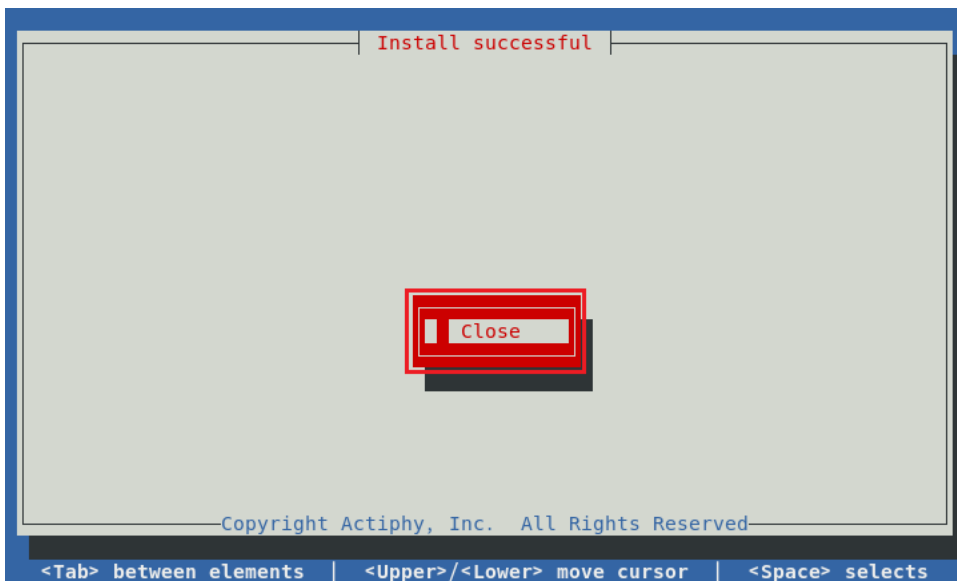 Install successful
Close
Copyright Actiphy, Inc.  All Rights Reserved
<Tab> between elements  |  <Upper>/<Lower> move cursor  |  <Space> selects